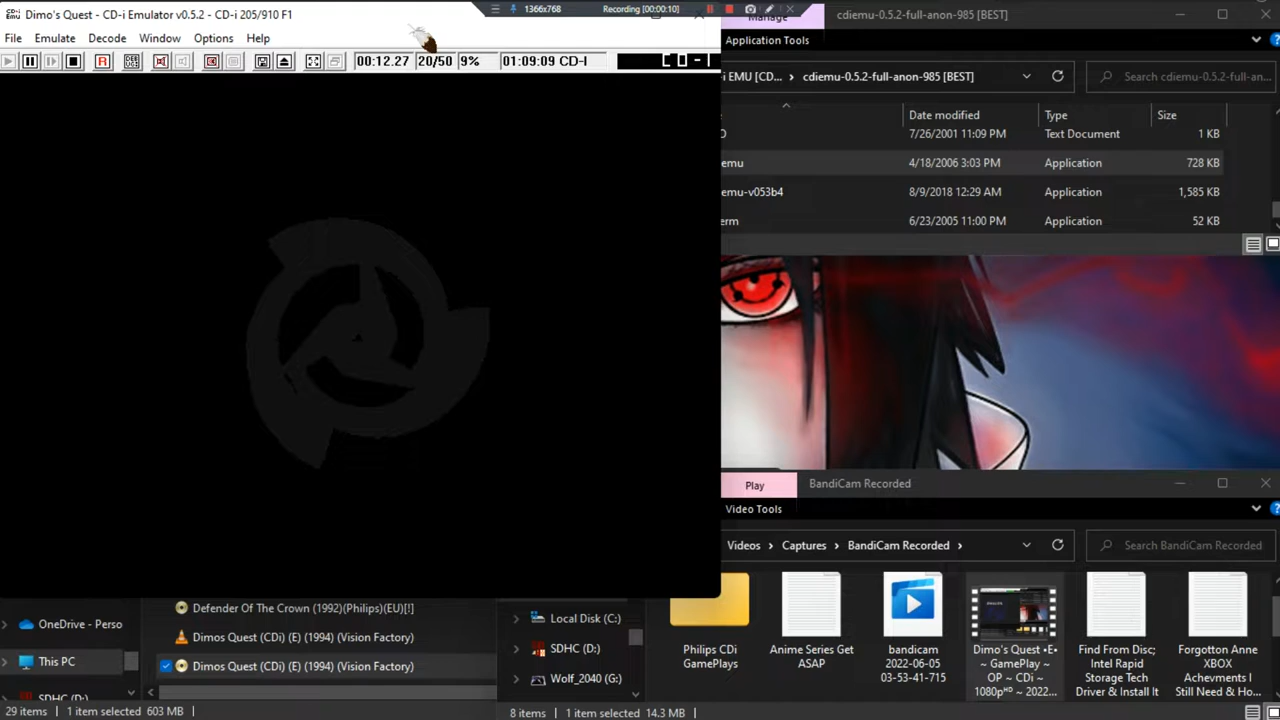 Dimo's Quest - CD-i Emulator v0.5.2 - CD-i 205/910 F1
1366x768
Recording [00:00:10]
File Emulate Decode Window Options Help
00:12.27 20/50 9% 01:09:09 CD-I
CD-I
Manage
cdiemu-0.5.2-full-anon-985 [BEST]
Application Tools
-i EMU [CD... > cdiemu-0.5.2-full-anon-985 [BEST]
Search cdiemu-0.5.2-full-an...
Date modified Type Size
O 7/26/2001 11:09 PM Text Document 1 KB
emu 4/18/2006 3:03 PM Application 728 KB
emu-v053b4 8/9/2018 12:29 AM Application 1,585 KB
erm 6/23/2005 11:00 PM Application 52 KB
Play
BandiCam Recorded
Video Tools
Videos > Captures > BandiCam Recorded >
Search BandiCam Recorded
Defender Of The Crown (1992)(Philips)(EU)[!]
Dimos Quest (CDi) (E) (1994) (Vision Factory)
Dimos Quest (CDi) (E) (1994) (Vision Factory)
OneDrive - Perso
This PC
SDHC (D:)
29 items
1 item selected 603 MB
Local Disk (C:)
SDHC (D:)
Wolf_2040 (G:)
Philips CDi
GamePlays
Anime Series Get
ASAP
bandicam
2022-06-05
03-53-41-715
Dimo's Quest •E•
~ GamePlay ~
OP ~ CDi ~
1080pᴴᴰ ~ 2022...
Find From Disc;
Intel Rapid
Storage Tech
Driver & Install It
Forgotton Anne
XBOX
Achevments I
Still Need & Ho...
8 items
1 item selected 14.3 MB